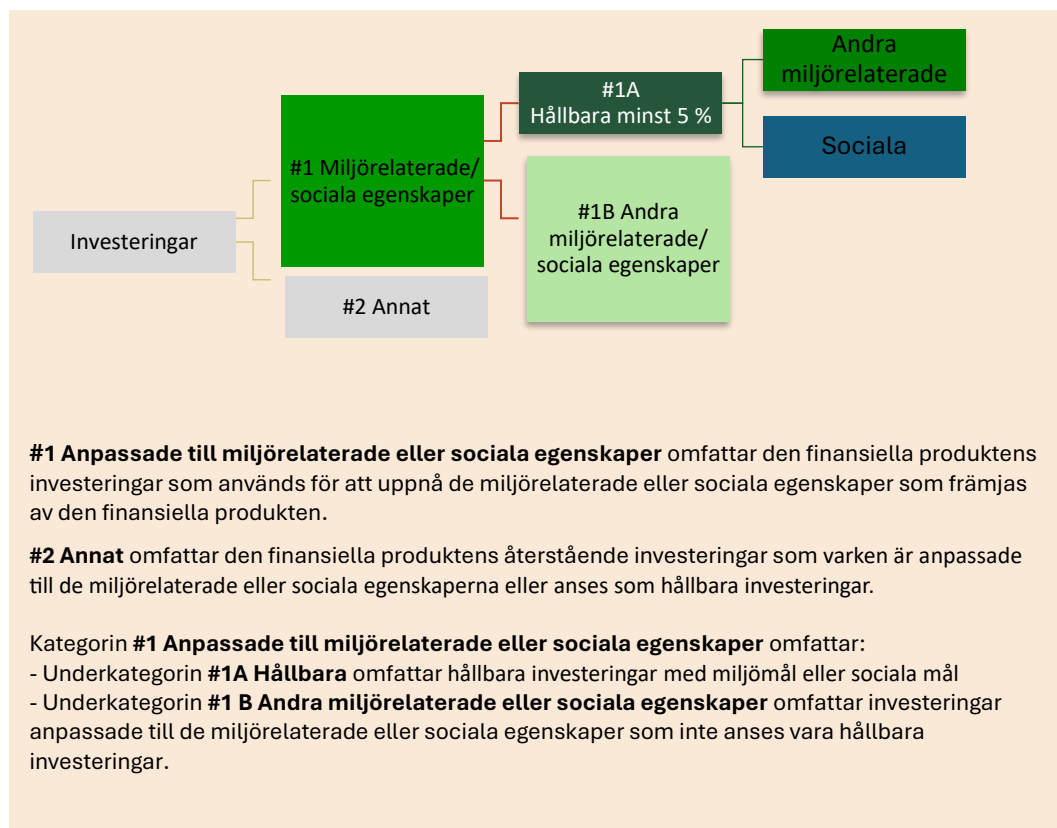 Andra
miljörelaterade
#1A
Hållbara minst 5 %
#1 Miljörelaterade/
sociala egenskaper
Sociala
#1B Andra
miljörelaterade/
sociala egenskaper
Investeringar
#2 Annat
#1 Anpassade till miljörelaterade eller sociala egenskaper omfattar den finansiella produktens
investeringar som används för att uppnå de miljörelaterade eller sociala egenskaper som främjas
av den finansiella produkten.
#2 Annat omfattar den finansiella produktens återstående investeringar som varken är anpassade
till de miljörelaterade eller sociala egenskaperna eller anses som hållbara investeringar.
Kategorin #1 Anpassade till miljörelaterade eller sociala egenskaper omfattar:
- Underkategorin #1A Hållbara omfattar hållbara investeringar med miljömål eller sociala mål
- Underkategorin #1 B Andra miljörelaterade eller sociala egenskaper omfattar investeringar
anpassade till de miljörelaterade eller sociala egenskaper som inte anses vara hållbara
investeringar.